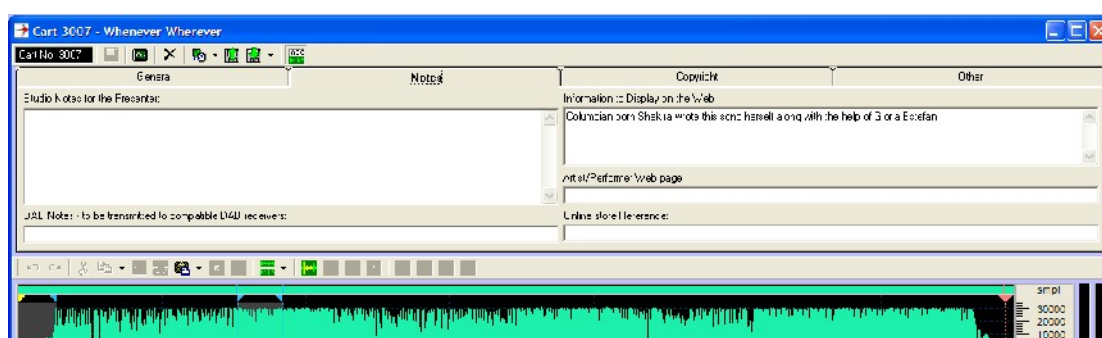 Cart 3007 - Whenever Wherever
Cart No 3007
General
Notes
Copyright
Other
Studio Notes for the Presenter:
Information to Display on the Web
Columbian born Shakira wrote this song herself along with the help of Gloria Estefan
Artist/Performer Web page
DAB Notes - to be transmitted to compatible DAB receivers:
Online store Reference:
smpl
30000
20000
10000